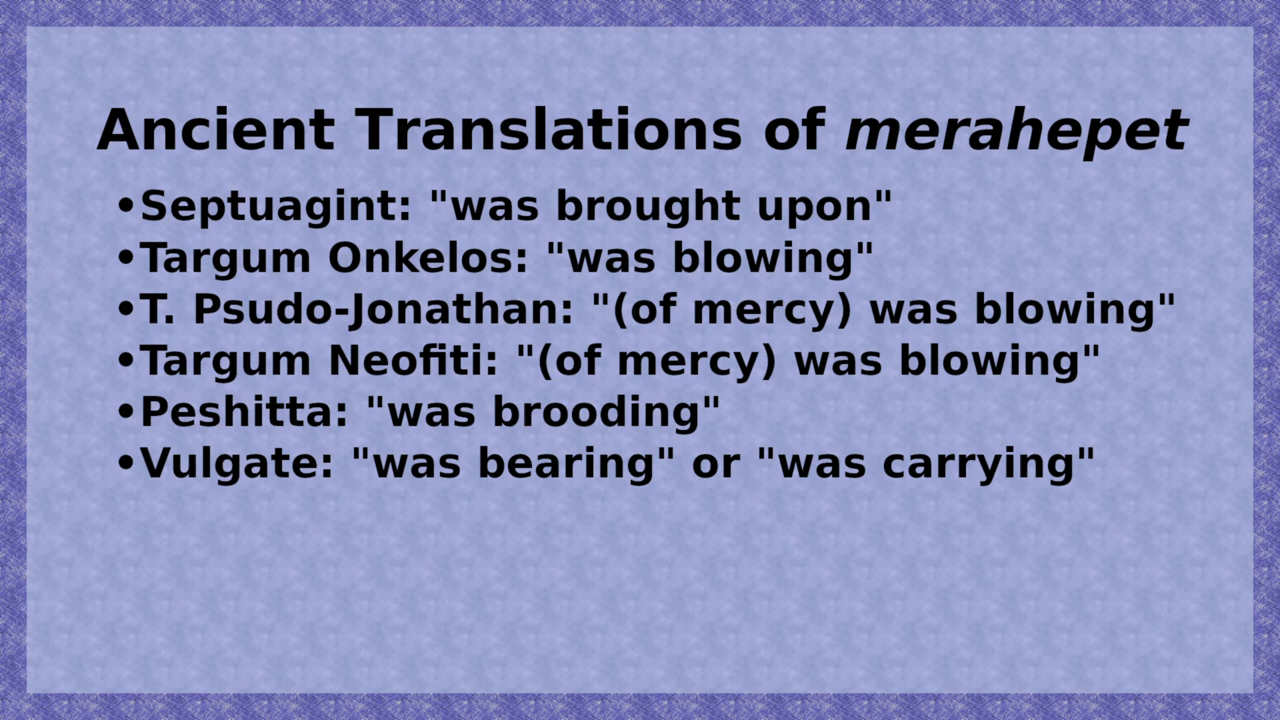 Ancient Translations of merahepet
•Septuagint: "was brought upon"
•Targum Onkelos: "was blowing"
•T. Psudo-Jonathan: "(of mercy) was blowing"
•Targum Neofiti: "(of mercy) was blowing"
•Peshitta: "was brooding"
•Vulgate: "was bearing" or "was carrying"